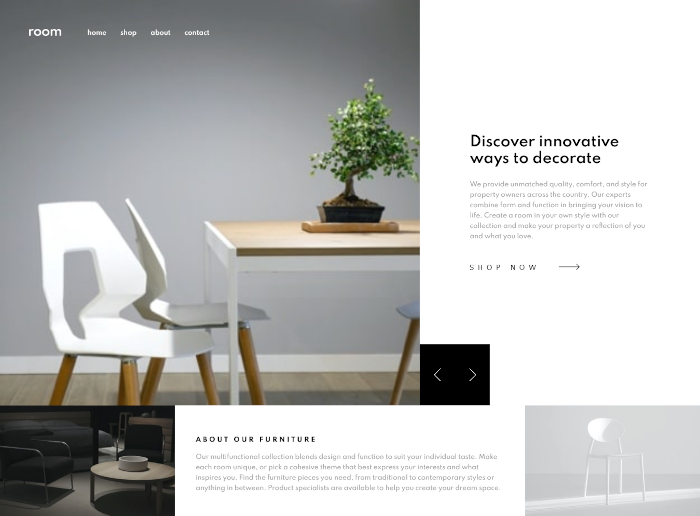 room
home shop about contact
Discover innovative
ways to decorate
We provide unmatched quality, comfort, and style for
property owners across the country. Our experts
combine form and function in bringing your vision to
life. Create a room in your own style with our
collection and make your property a reflection of you
and what you love.
SHOP NOW
ABOUT OUR FURNITURE
Our multifunctional collection blends design and function to suit your individual taste. Make
each room unique, or pick a cohesive theme that best express your interests and what
inspires you. Find the furniture pieces you need, from traditional to contemporary styles or
anything in between. Product specialists are available to help you create your dream space.